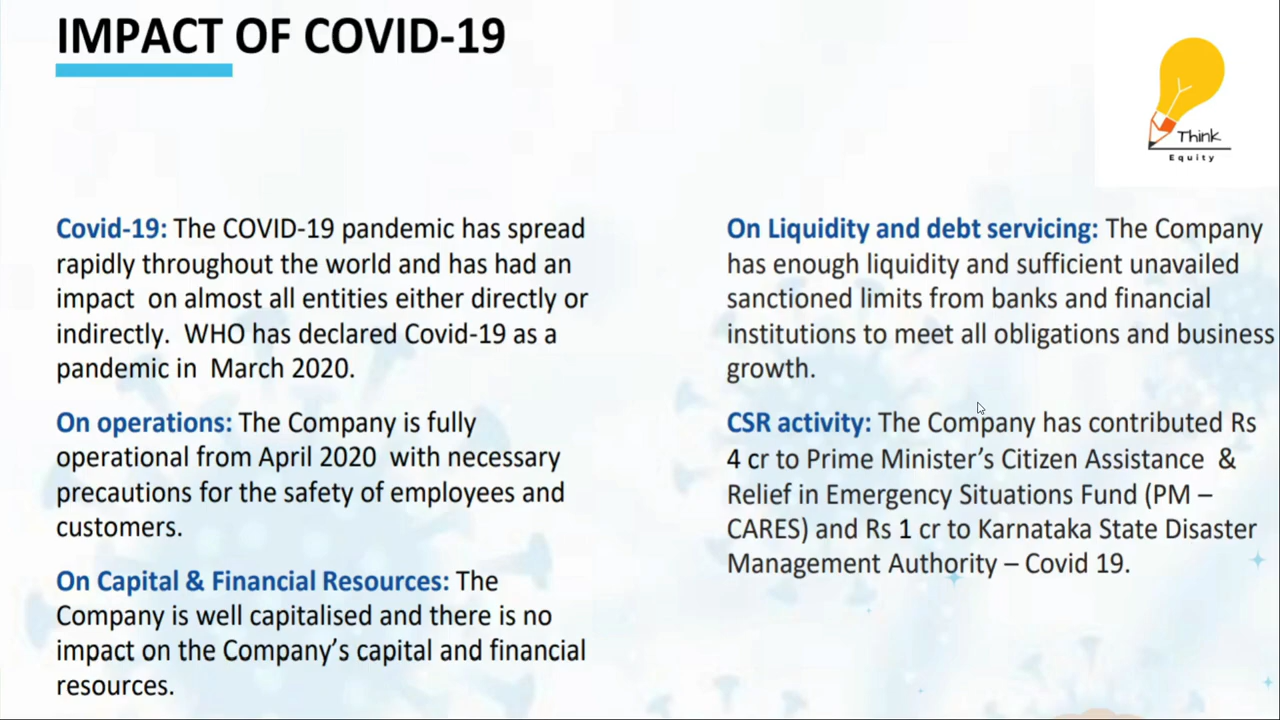 IMPACT OF COVID-19
Think
Equity
Covid-19: The COVID-19 pandemic has spread
rapidly throughout the world and has had an
impact on almost all entities either directly or
indirectly. WHO has declared Covid-19 as a
pandemic in March 2020.
On operations: The Company is fully
operational from April 2020 with necessary
precautions for the safety of employees and
customers.
On Capital & Financial Resources: The
Company is well capitalised and there is no
impact on the Company’s capital and financial
resources.
On Liquidity and debt servicing: The Company
has enough liquidity and sufficient unavailed
sanctioned limits from banks and financial
institutions to meet all obligations and business
growth.
CSR activity: The Company has contributed Rs
4 cr to Prime Minister’s Citizen Assistance &
Relief in Emergency Situations Fund (PM –
CARES) and Rs 1 cr to Karnataka State Disaster
Management Authority – Covid 19.